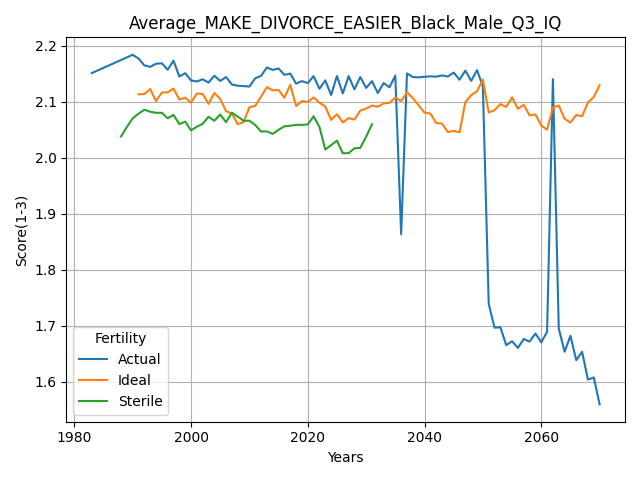 Average_MAKE_DIVORCE_EASIER_Black_Male_Q3_IQ
Score(1-3)
2.2
2.1
2.0
1.9
1.8
1.7
1.6
Fertility
Actual
Ideal
Sterile
1980
2000
2020
2040
2060
Years